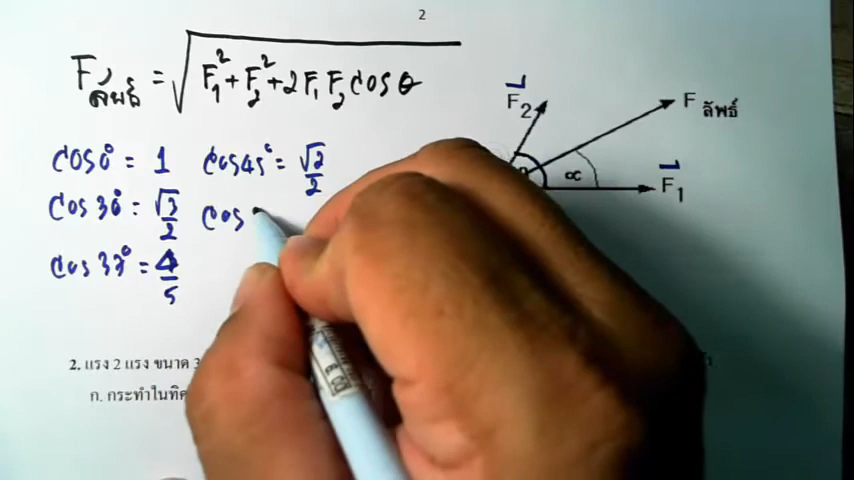 2
Fลัพธ์ = √F₁² + F₂² + 2F₁F₂ cos θ
F₂
F ลัพธ์
α
F₁
cos 0° = 1 cos 45° = √2/2
cos 30° = √3/2 cos
cos 37° = 4/5
2. แรง 2 แรง ขนาด 3
ก. กระทำในทิศ